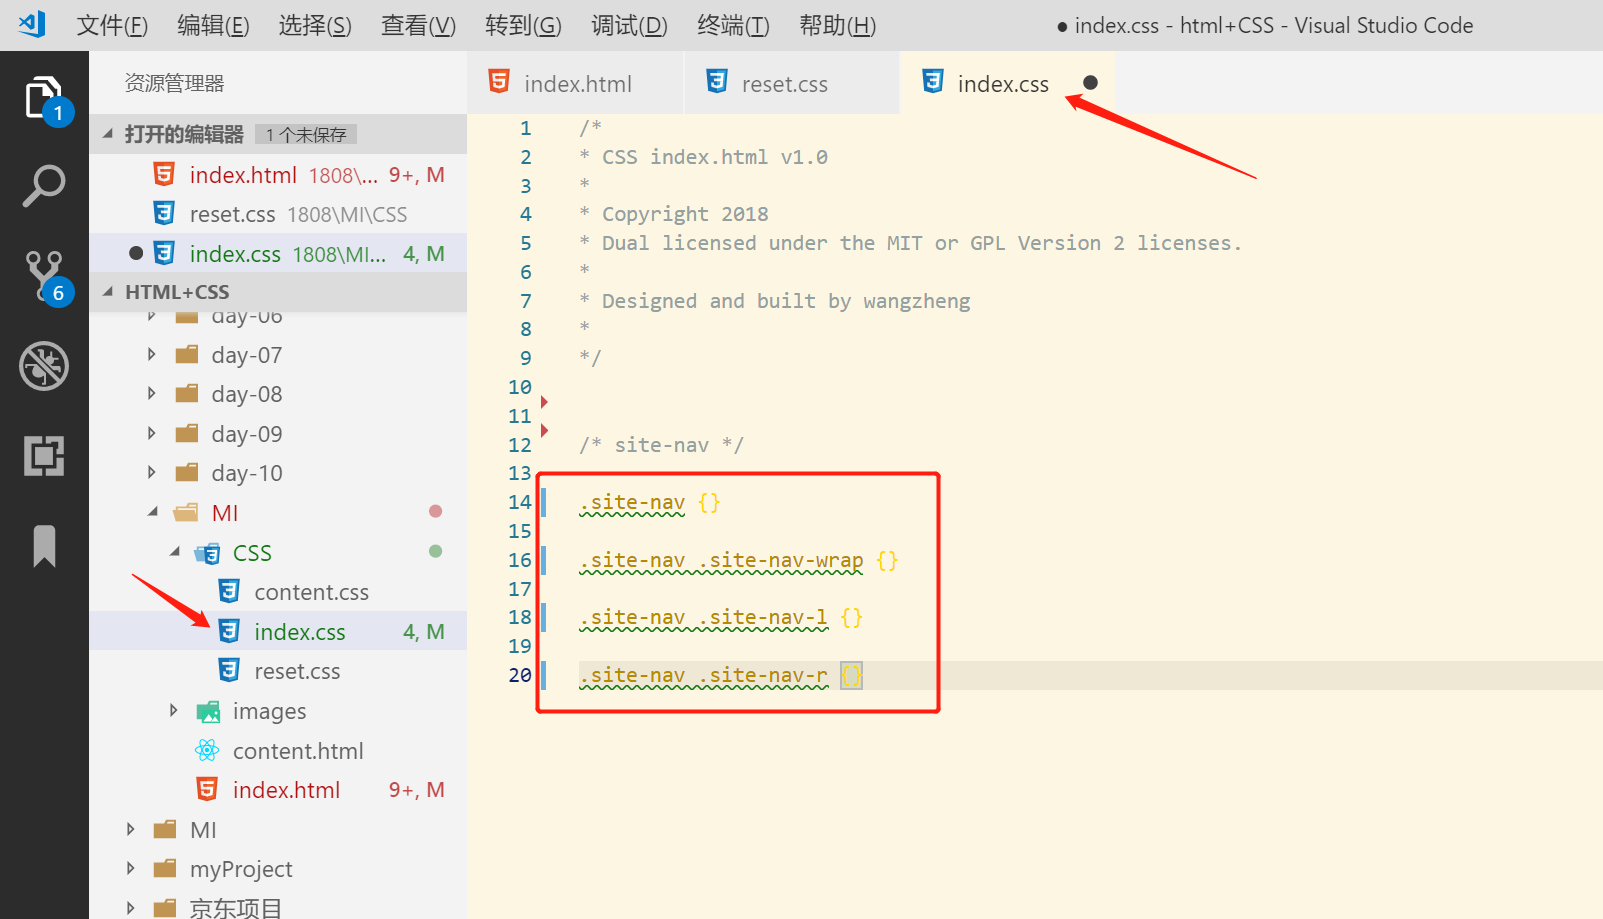 文件(F) 编辑(E) 选择(S) 查看(V) 转到(G) 调试(D) 终端(T) 帮助(H) ● index.css - html+CSS - Visual Studio Code
资源管理器
打开的编辑器 1 个未保存
index.html 1808\... 9+, M
reset.css 1808\MI\CSS
index.css 1808\MI... 4, M
HTML+CSS
day-06
day-07
day-08
day-09
day-10
MI
CSS
content.css
index.css 4, M
reset.css
images
content.html
index.html 9+, M
MI
myProject
京东项目
1
6
index.html reset.css index.css
1 /*
2 * CSS index.html v1.0
3 *
4 * Copyright 2018
5 * Dual licensed under the MIT or GPL Version 2 licenses.
6 *
7 * Designed and built by wangzheng
8 *
9 */
10
11
12 /* site-nav */
13
14 .site-nav {}
15
16 .site-nav .site-nav-wrap {}
17
18 .site-nav .site-nav-l {}
19
20 .site-nav .site-nav-r {}